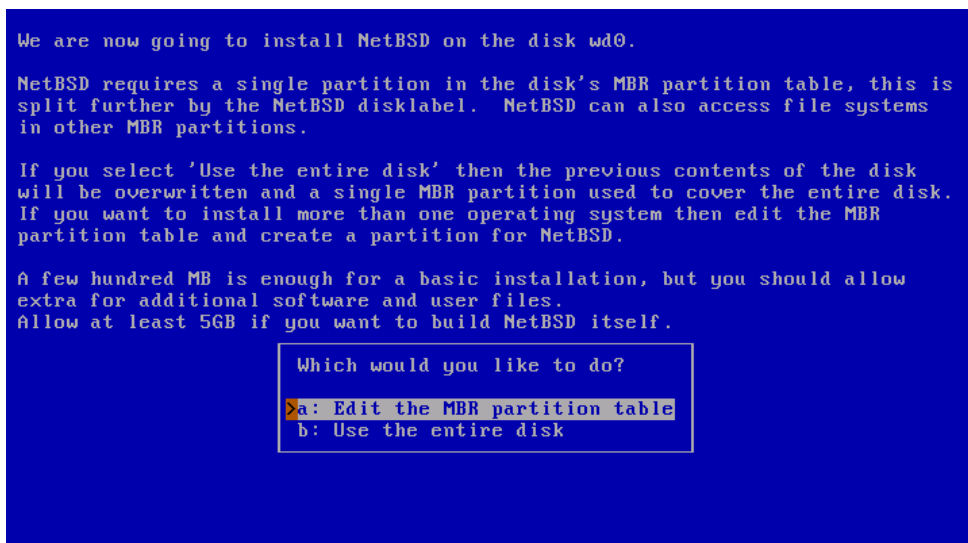 We are now going to install NetBSD on the disk wd0.
NetBSD requires a single partition in the disk's MBR partition table, this is
split further by the NetBSD disklabel.  NetBSD can also access file systems
in other MBR partitions.
If you select 'Use the entire disk' then the previous contents of the disk
will be overwritten and a single MBR partition used to cover the entire disk.
If you want to install more than one operating system then edit the MBR
partition table and create a partition for NetBSD.
A few hundred MB is enough for a basic installation, but you should allow
extra for additional software and user files.
Allow at least 5GB if you want to build NetBSD itself.
Which would you like to do?
>a: Edit the MBR partition table
b: Use the entire disk